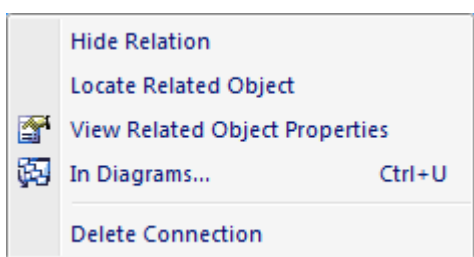 Hide Relation
Locate Related Object
View Related Object Properties
In Diagrams... Ctrl+U
Delete Connection